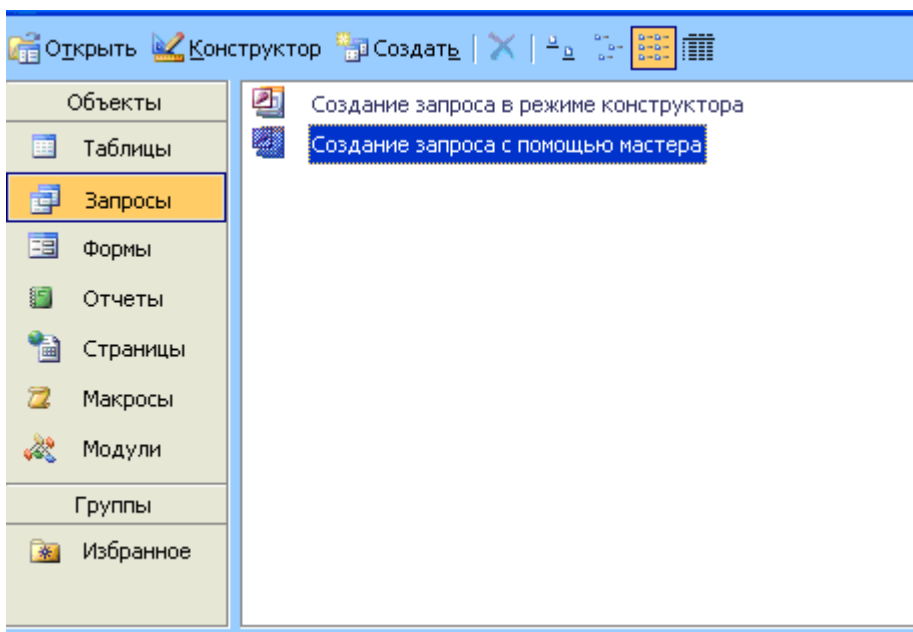 Открыть Конструктор Создать
Объекты
Таблицы
Запросы
Формы
Отчеты
Страницы
Макросы
Модули
Группы
Избранное
Создание запроса в режиме конструктора
Создание запроса с помощью мастера